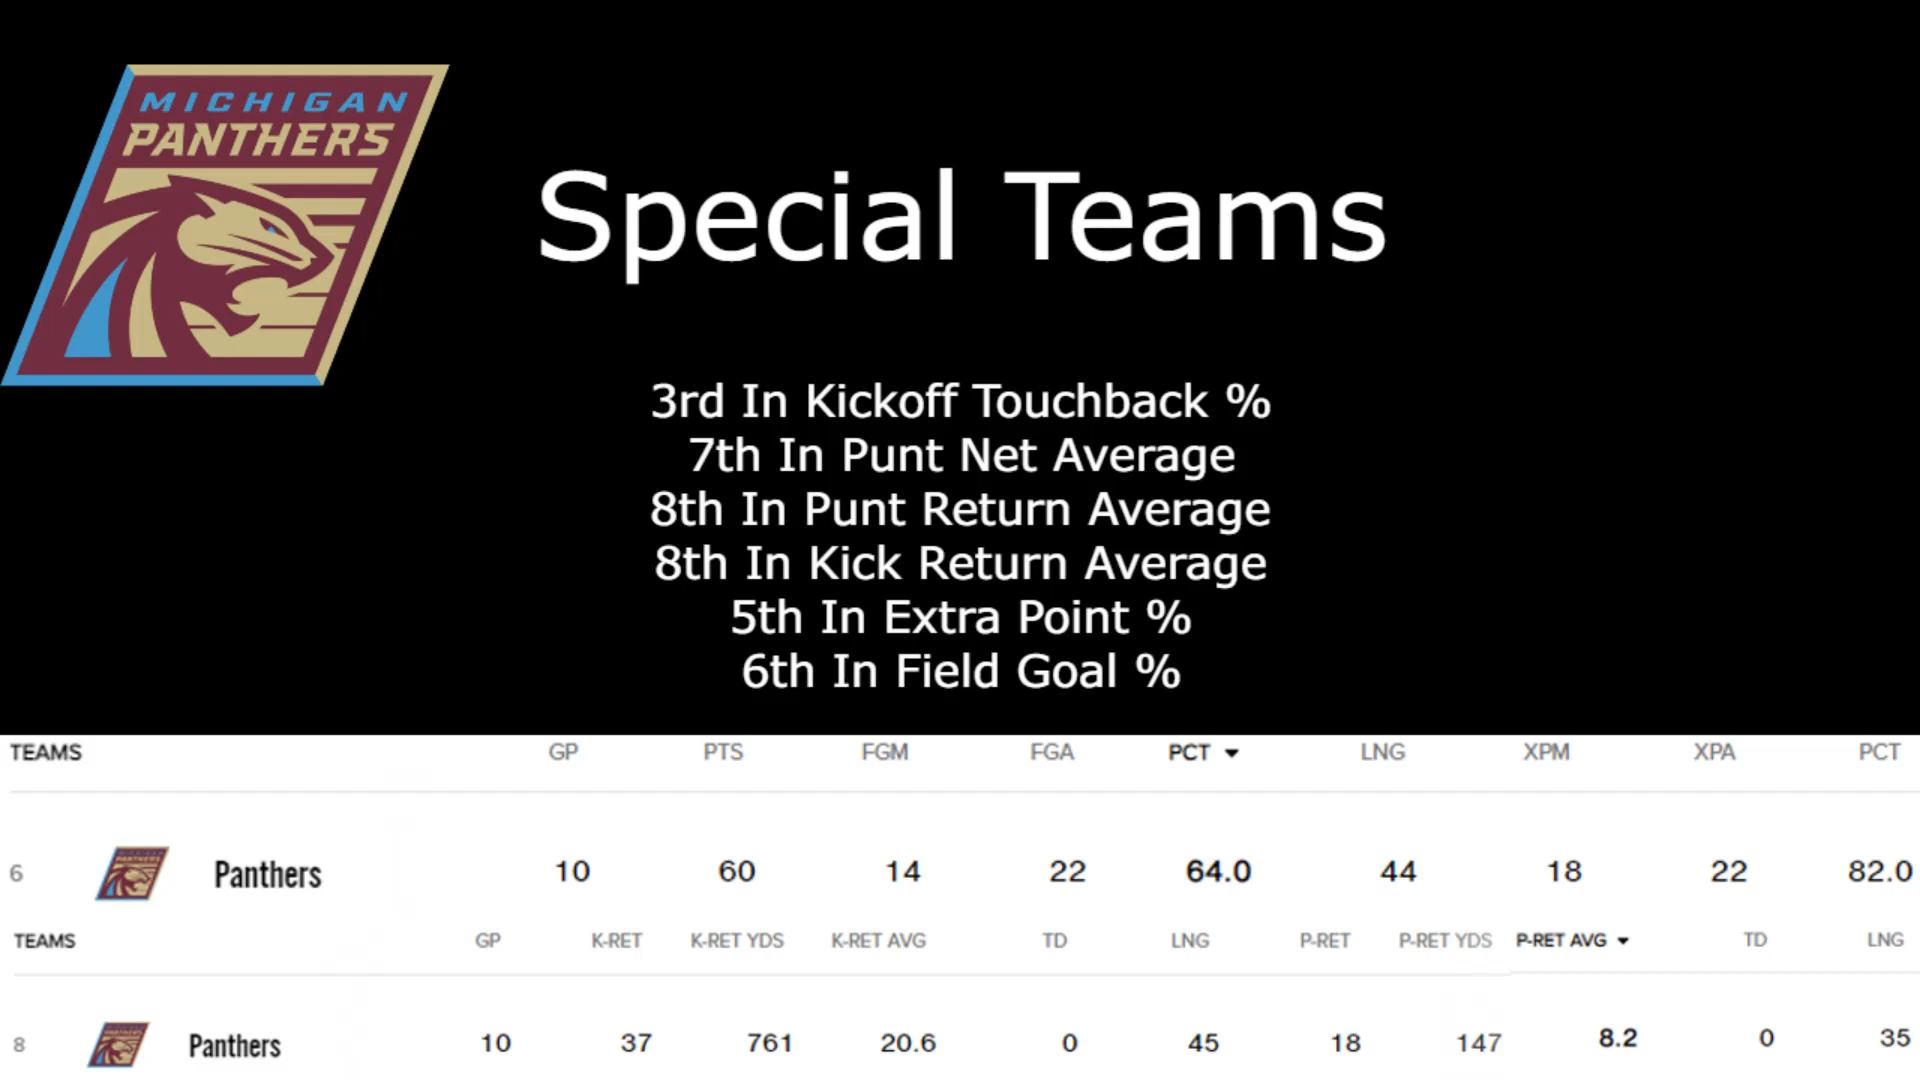 MICHIGAN
PANTHERS
Special Teams
3rd In Kickoff Touchback %
7th In Punt Net Average
8th In Punt Return Average
8th In Kick Return Average
5th In Extra Point %
6th In Field Goal %
TEAMS GP PTS FGM FGA PCT LNG XPM XPA PCT
6 Panthers 10 60 14 22 64.0 44 18 22 82.0
TEAMS GP K-RET K-RET YDS K-RET AVG TD LNG P-RET P-RET YDS P-RET AVG TD LNG
8 Panthers 10 37 761 20.6 0 45 18 147 8.2 0 35